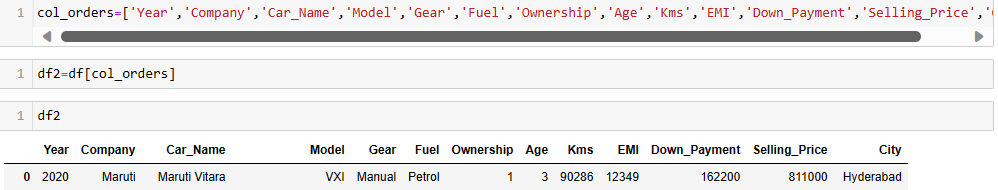 1 col_orders=['Year','Company','Car_Name','Model','Gear','Fuel','Ownership','Age','Kms','EMI','Down_Payment','Selling_Price','
1 df2=df[col_orders]
1 df2
Year Company Car_Name Model Gear Fuel Ownership Age Kms EMI Down_Payment Selling_Price City
0 2020 Maruti Maruti Vitara VXI Manual Petrol 1 3 90286 12349 162200 811000 Hyderabad